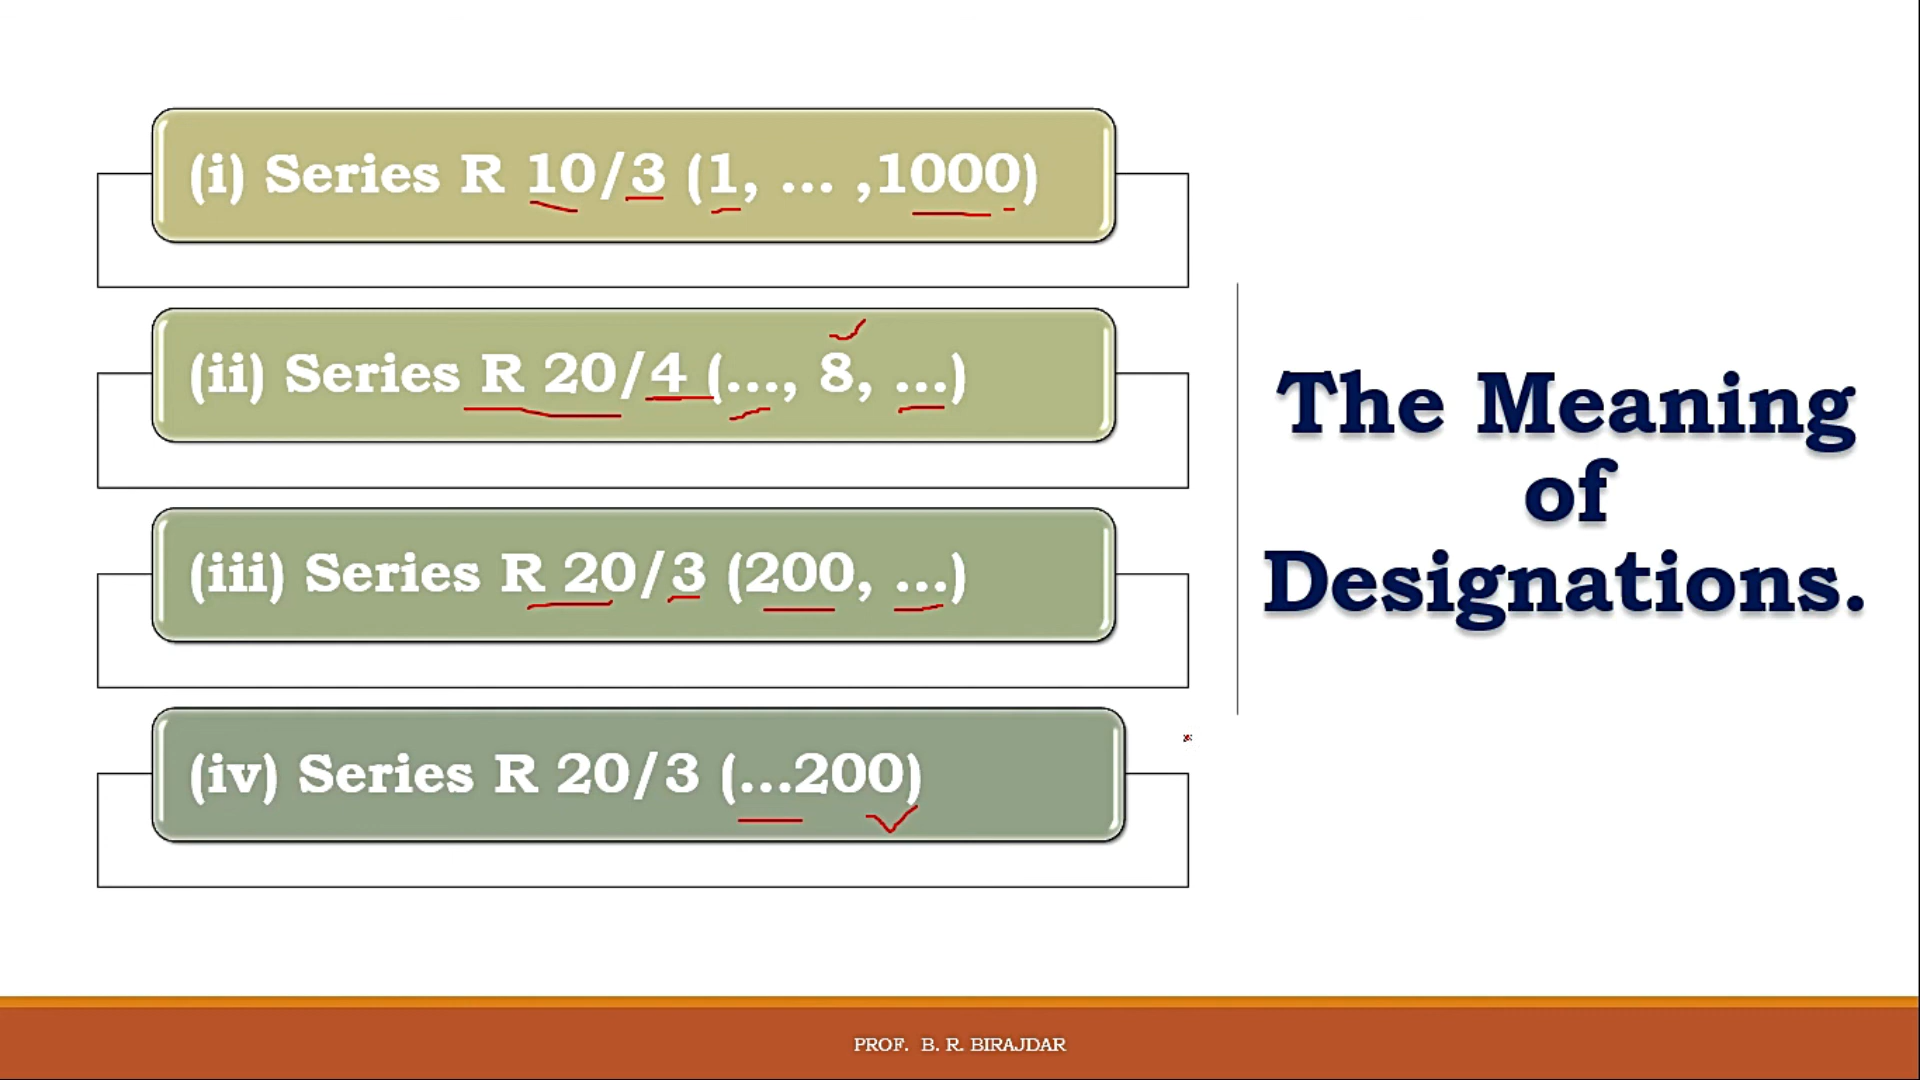 (i) Series R 10/3 (1, ... ,1000)
(ii) Series R 20/4 (..., 8, ...)
(iii) Series R 20/3 (200, ...)
(iv) Series R 20/3 (...200)
The Meaning
of
Designations.
PROF. B. R. BIRAJDAR